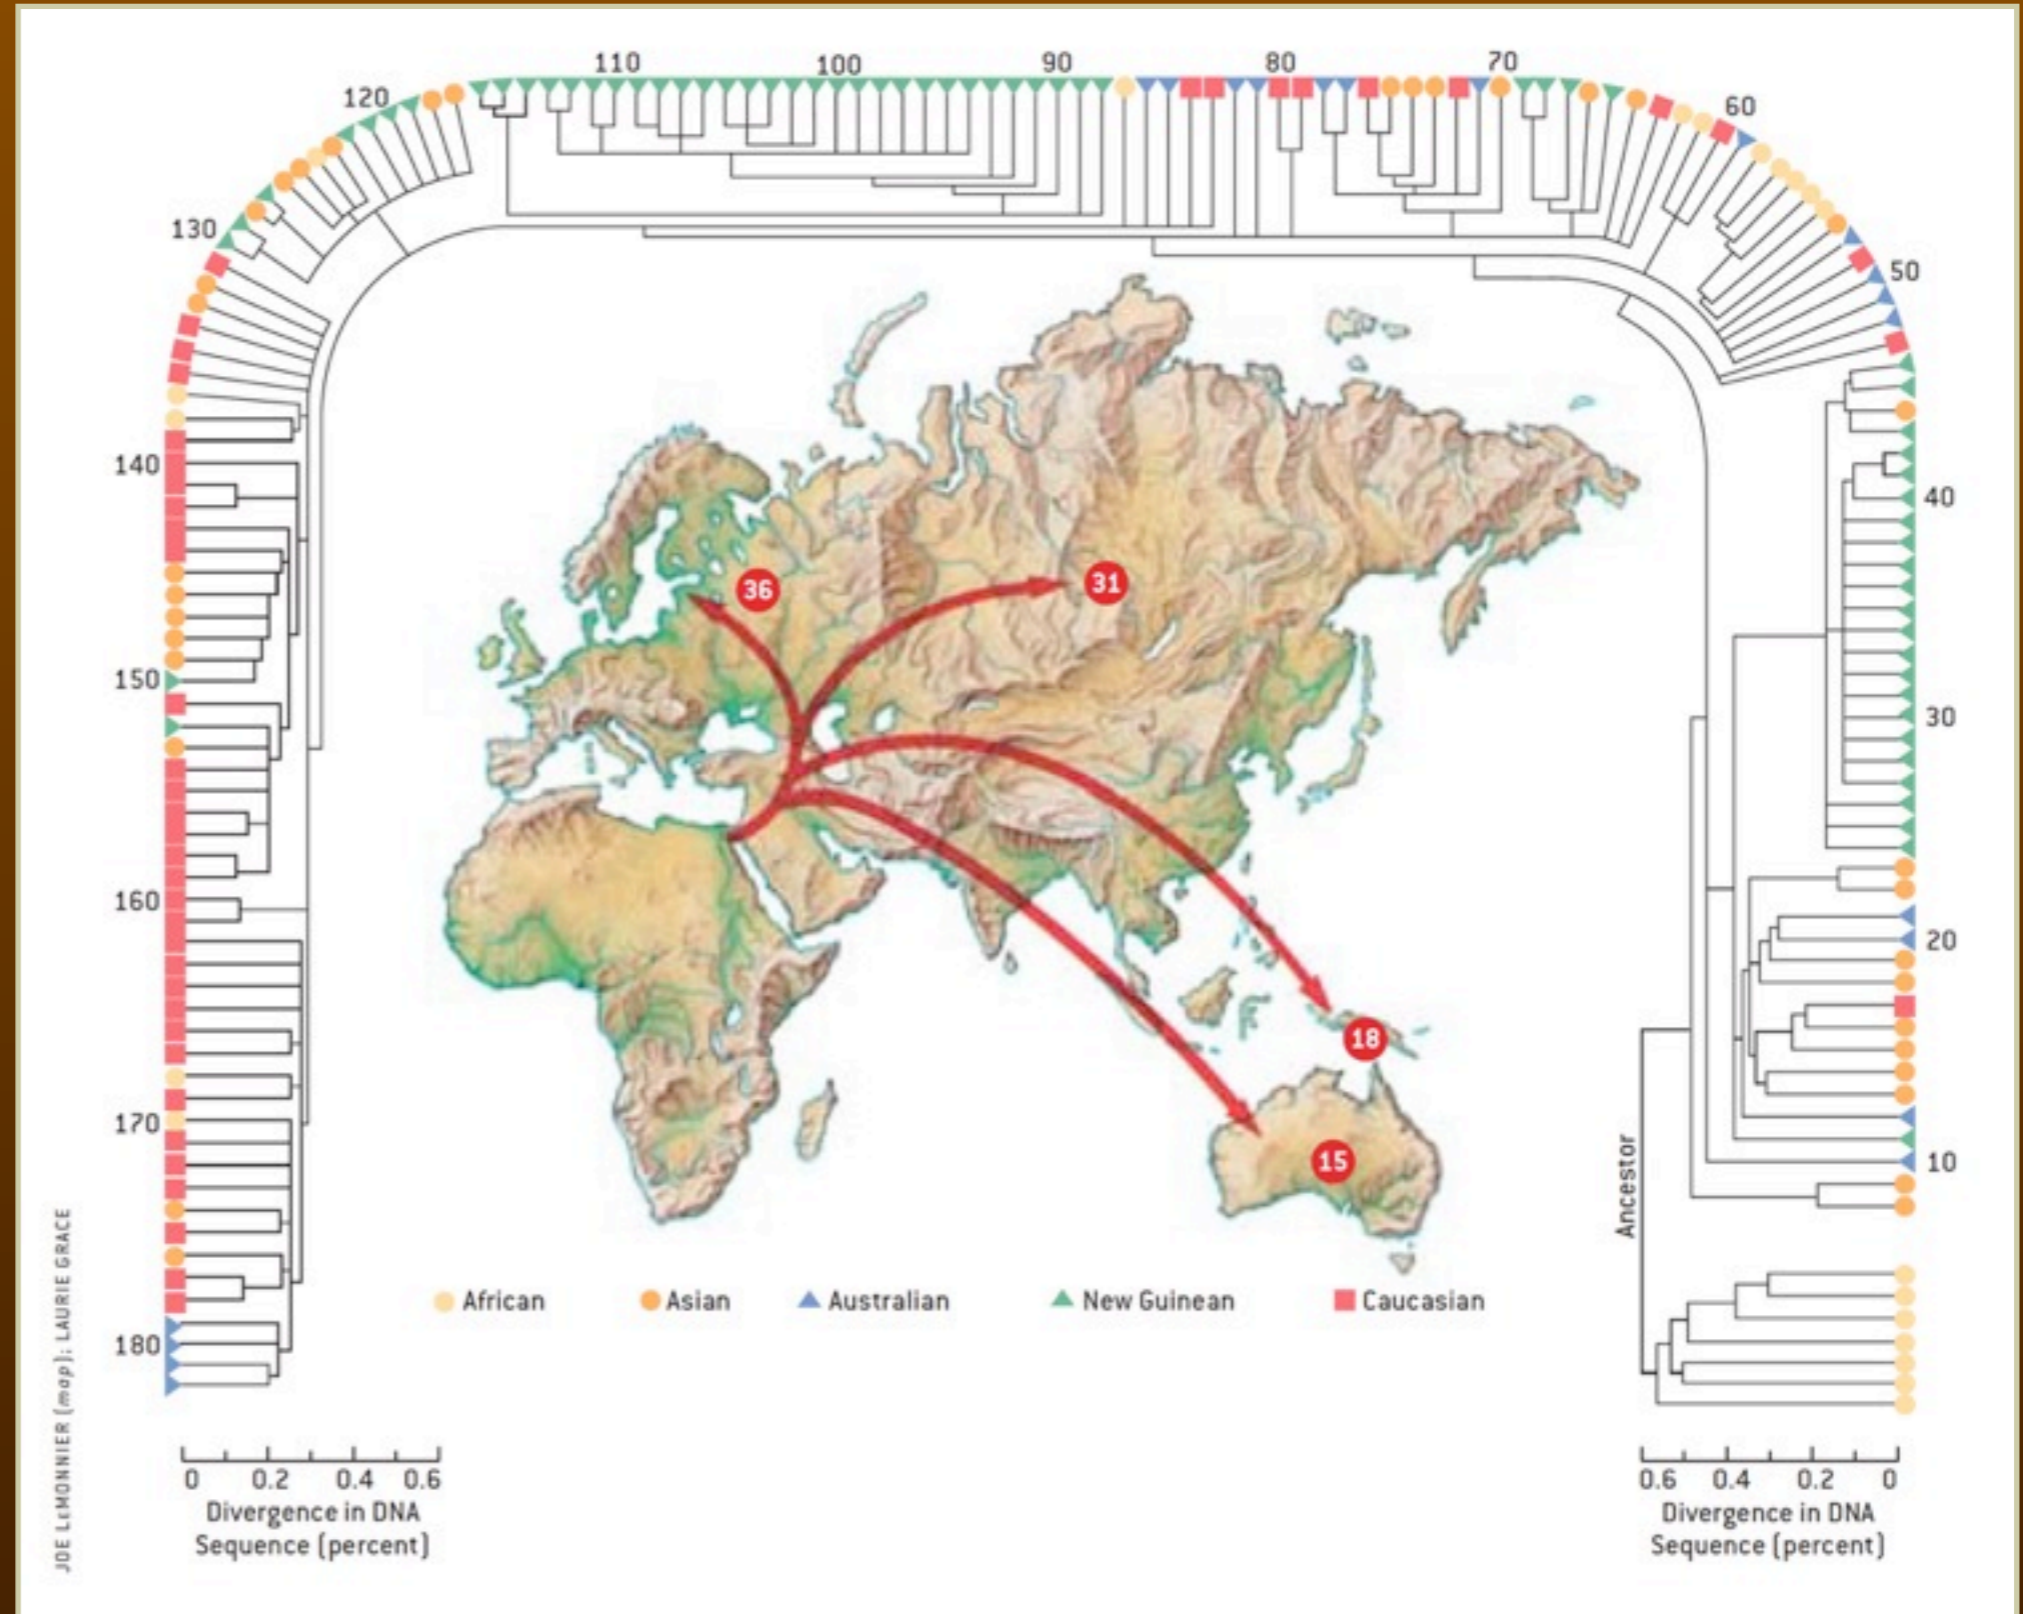 110
100
90
80
70
120
60
130
50
140
40
150
30
160
20
170
10
180
36
31
18
15
Ancestor
African
Asian
Australian
New Guinean
Caucasian
JOE LeMONNIER (map); LAURIE GRACE
0 0.2 0.4 0.6
Divergence in DNA
Sequence (percent)
0.6 0.4 0.2 0
Divergence in DNA
Sequence (percent)